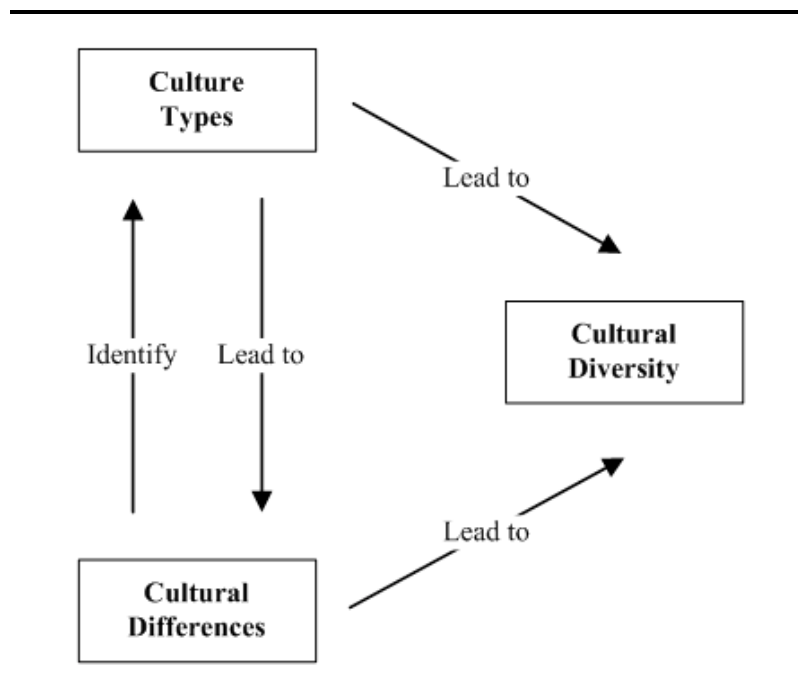 Culture
Types
Lead to
Identify
Lead to
Cultural
Diversity
Lead to
Cultural
Differences